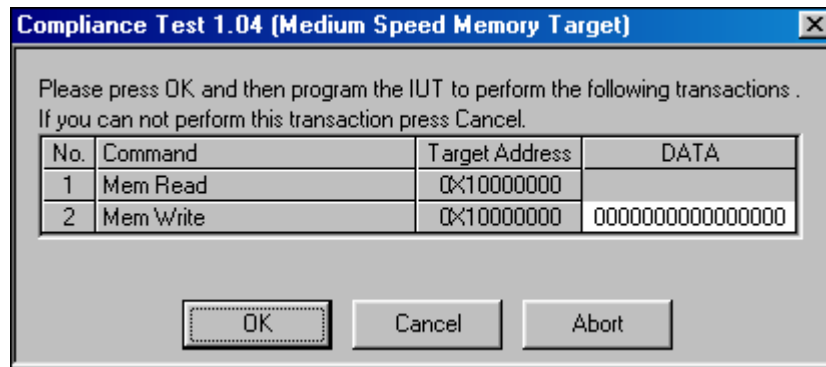 Compliance Test 1.04 (Medium Speed Memory Target)
Please press OK and then program the IUT to perform the following transactions .
If you can not perform this transaction press Cancel.
No. Command Target Address DATA
1 Mem Read 0X10000000
2 Mem Write 0X10000000 0000000000000000
OK Cancel Abort